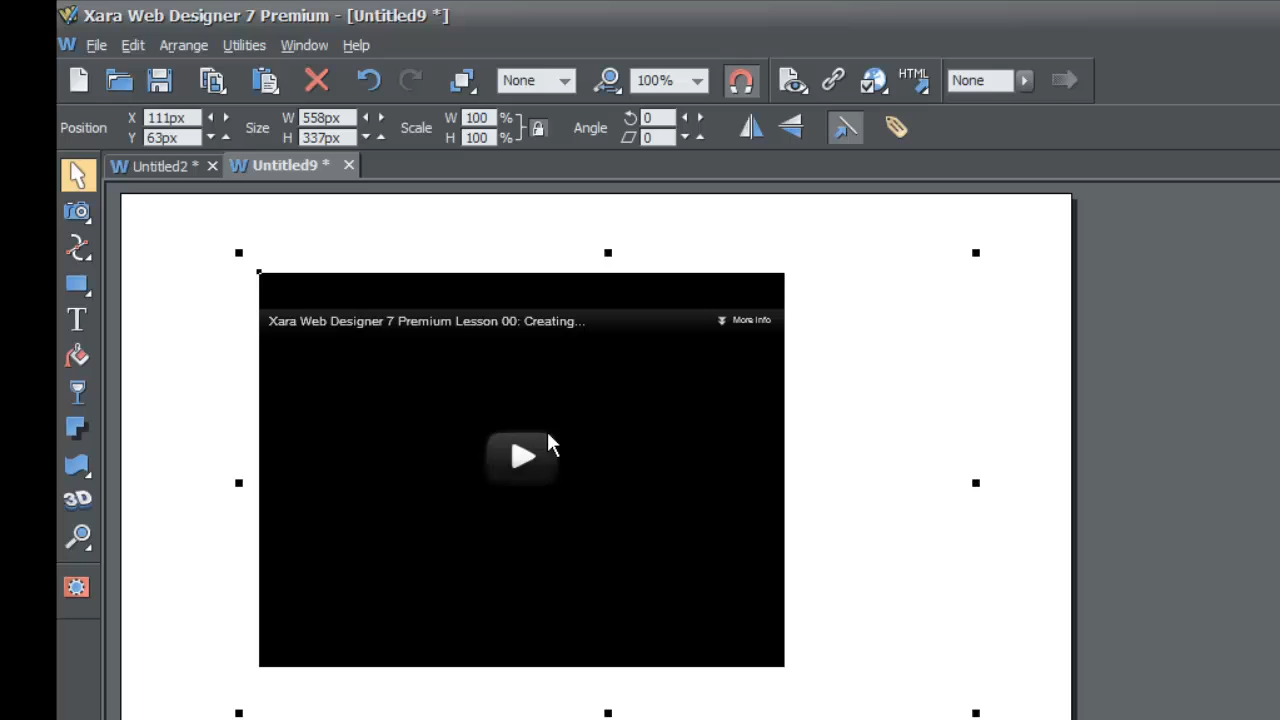 Xara Web Designer 7 Premium - [Untitled9 *]
File Edit Arrange Utilities Window Help
None 100% HTML None
X 111px W 558px W 100 % 0
Position Size Scale Angle
Y 63px H 337px H 100 % 0
Untitled2 * Untitled9 *
Xara Web Designer 7 Premium Lesson 00: Creating... More Info
T
3D